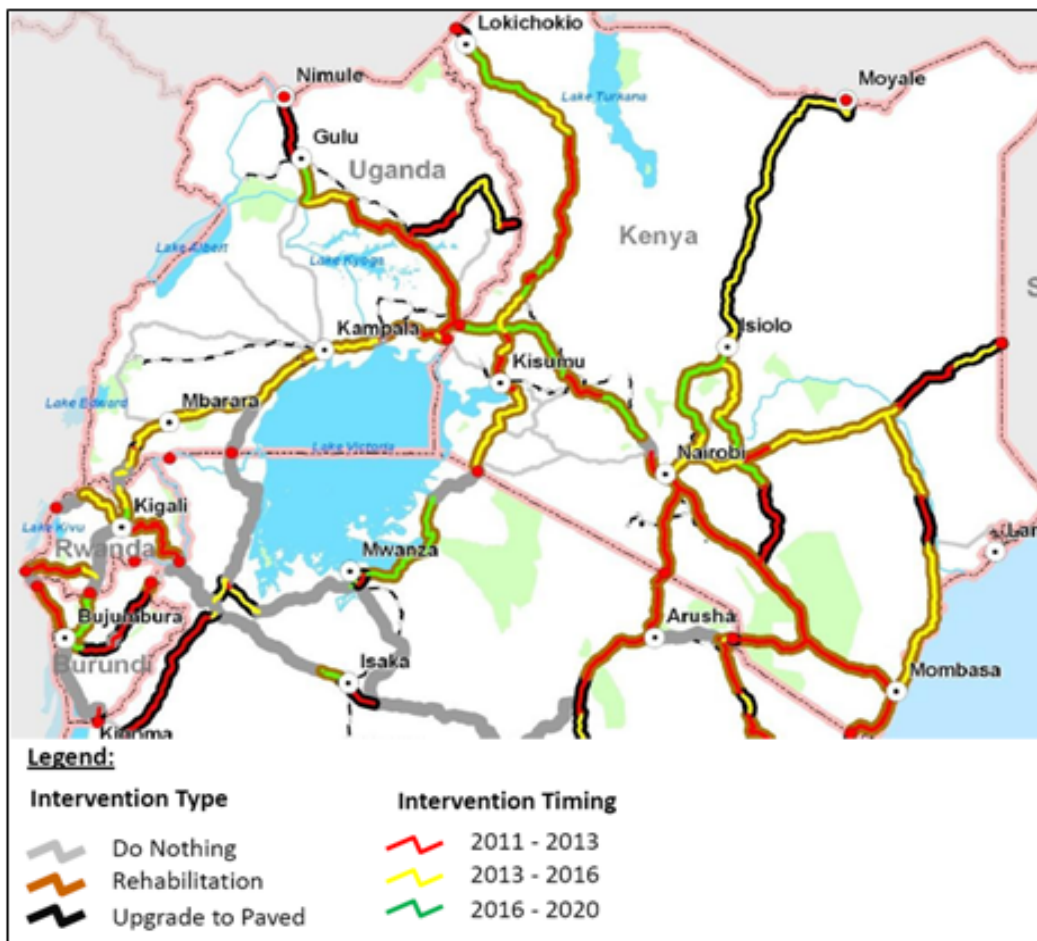 Lokichokio
Nimule
Moyale
Lake Turkana
Gulu
Uganda
Kenya
Lake Albert
Lake Kyoga
S
Kampala
Isiolo
Kisumu
Lake Edward
Mbarara
Lake Victoria
Nairobi
Kigali
Lake Kivu
Rwanda
Lar
Mwanza
Bujumbura
Arusha
Burundi
Isaka
Mombasa
Kigoma
Legend:
Intervention Type
Intervention Timing
Do Nothing
2011 - 2013
Rehabilitation
2013 - 2016
Upgrade to Paved
2016 - 2020